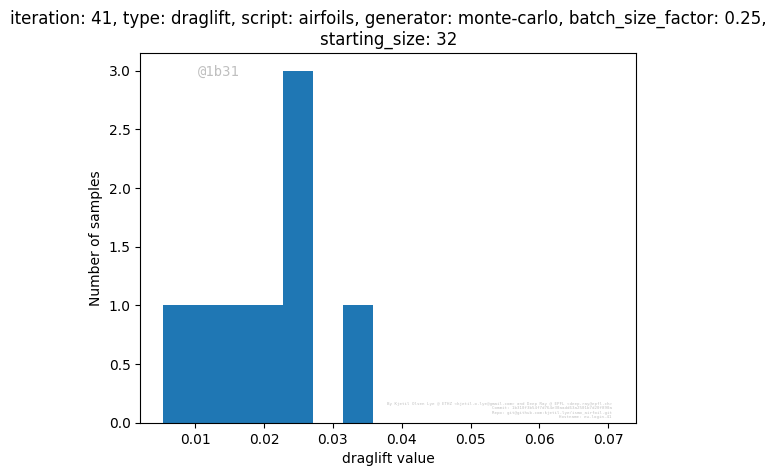 iteration: 41, type: draglift, script: airfoils, generator: monte-carlo, batch_size_factor: 0.25,
starting_size: 32
@1b31
3.0
2.5
2.0
1.5
1.0
0.5
0.0
Number of samples
0.01 0.02 0.03 0.04 0.05 0.06 0.07
draglift value